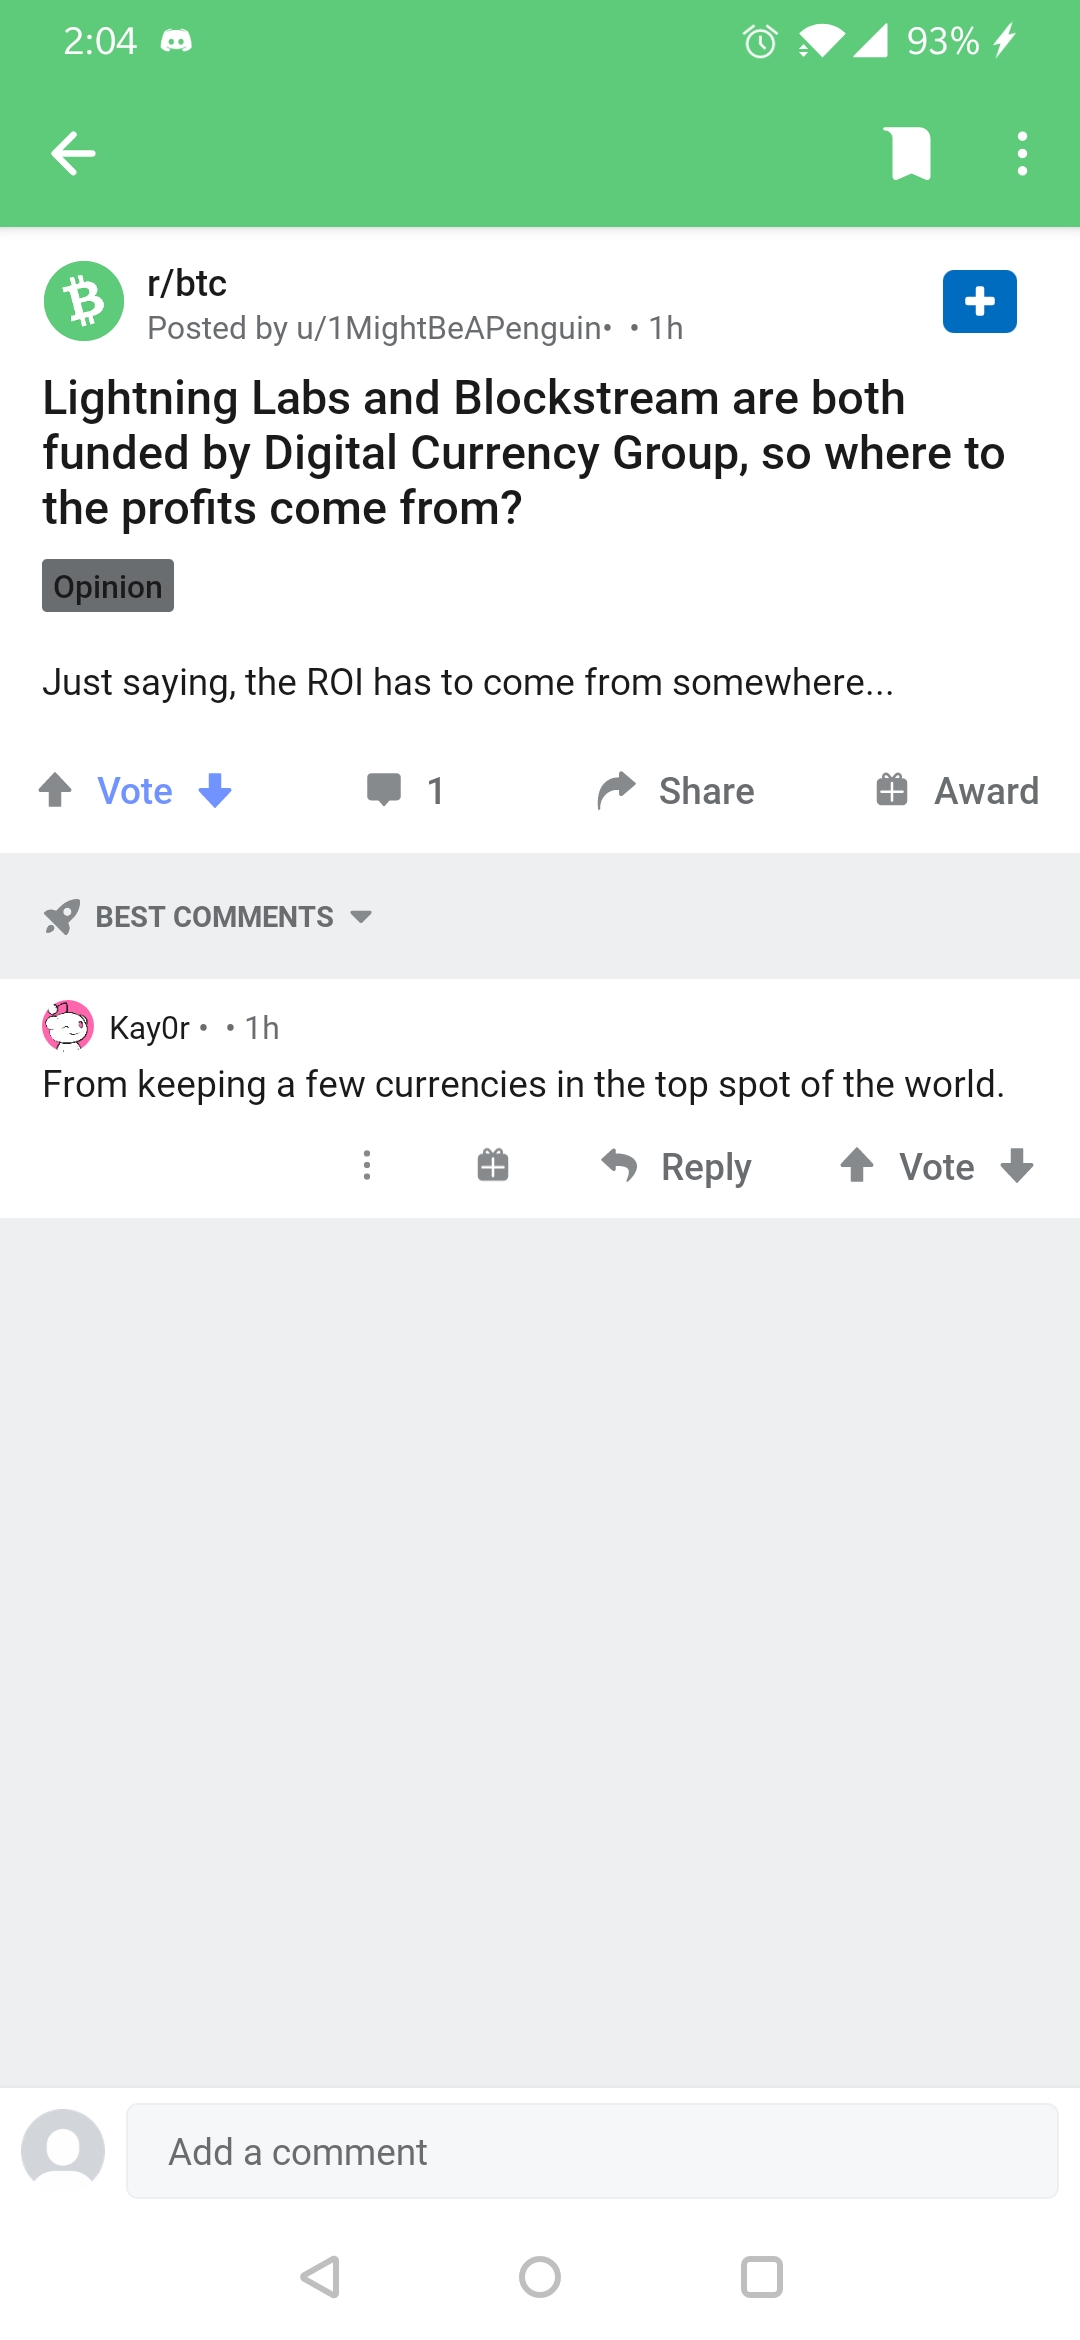 2:04
93%
r/btc
Posted by u/1MightBeAPenguin• • 1h
Lightning Labs and Blockstream are both
funded by Digital Currency Group, so where to
the profits come from?
Opinion
Just saying, the ROI has to come from somewhere...
Vote
1
Share
Award
BEST COMMENTS
Kay0r • • 1h
From keeping a few currencies in the top spot of the world.
Reply
Vote
Add a comment